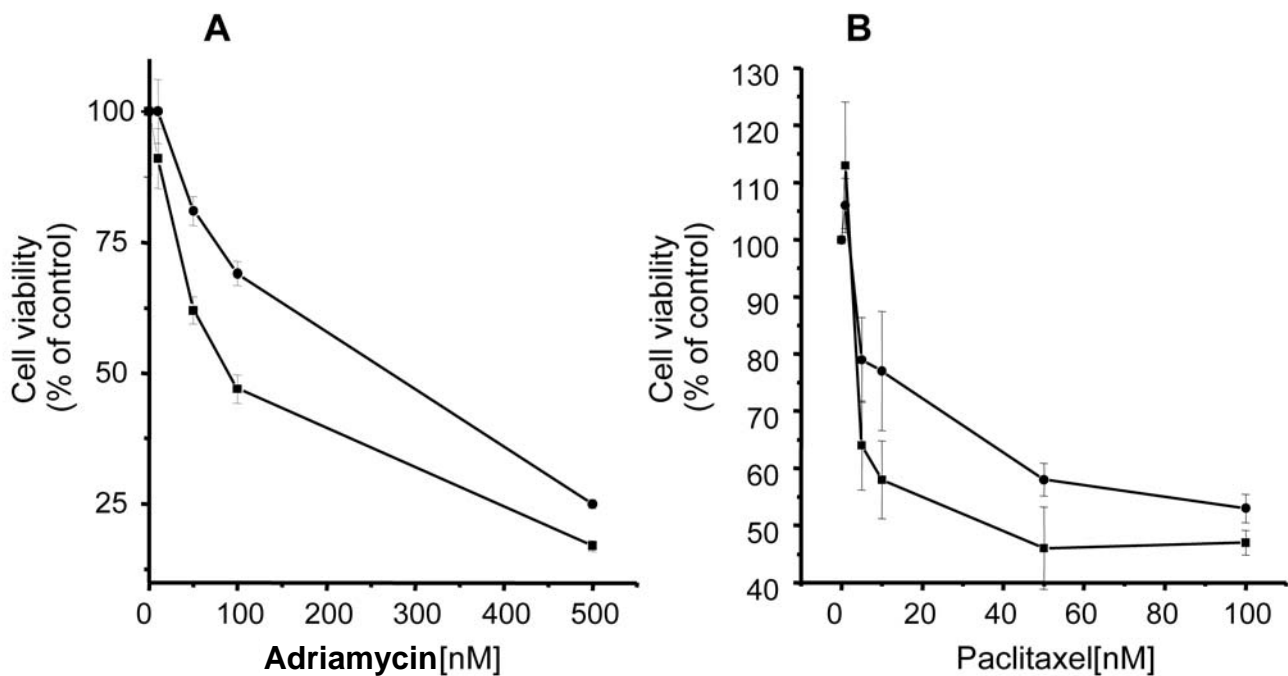 A
100
75
50
25
Cell viability
(% of control)
0 100 200 300 400 500
Adriamycin[nM]
B
130
120
110
100
90
80
70
60
50
40
Cell viability
(% of control)
0 20 40 60 80 100
Paclitaxel[nM]